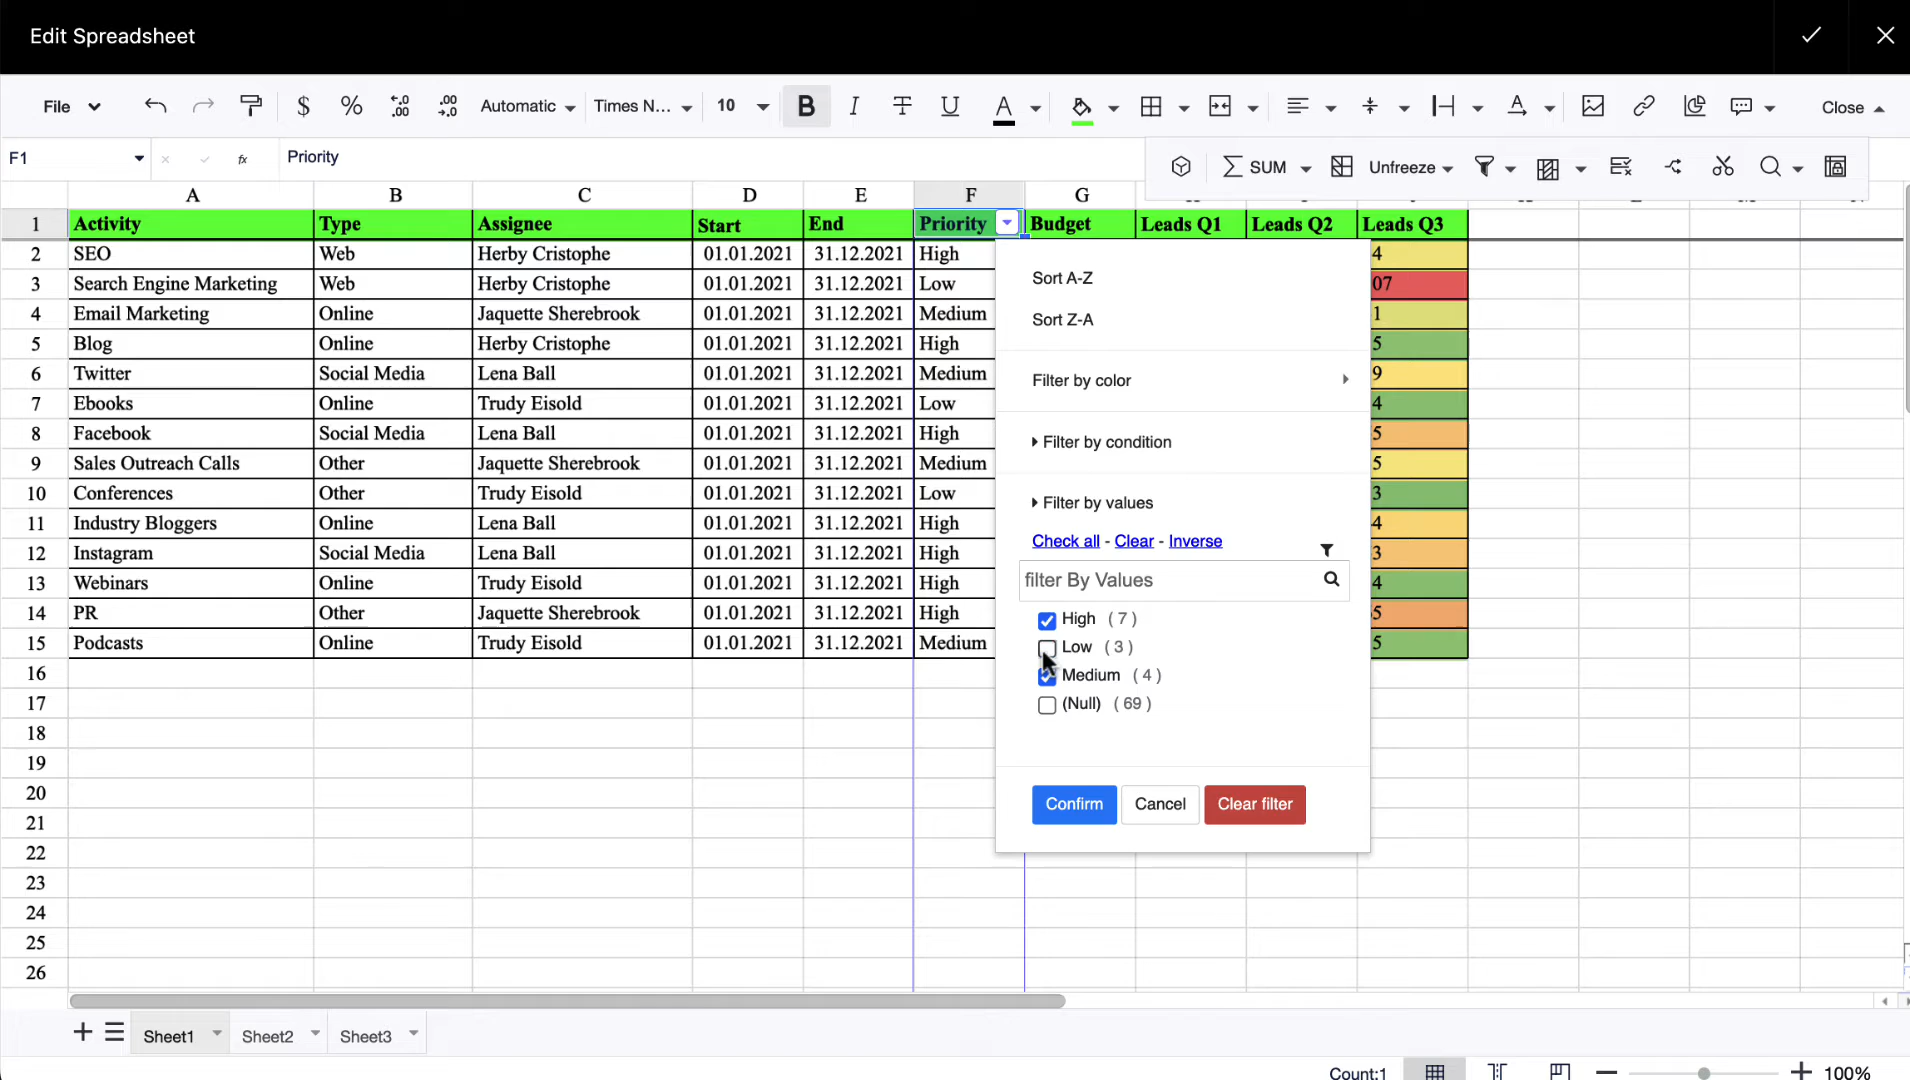 Edit Spreadsheet
File $ % .00 .00 Automatic Times N... 10 B I T U A A Close
F1 fx Priority SUM Unfreeze
A B C D E F G
1 Activity Type Assignee Start End Priority Budget Leads Q1 Leads Q2 Leads Q3
2 SEO Web Herby Cristophe 01.01.2021 31.12.2021 High 4
3 Search Engine Marketing Web Herby Cristophe 01.01.2021 31.12.2021 Low 07
4 Email Marketing Online Jaquette Sherebrook 01.01.2021 31.12.2021 Medium 1
5 Blog Online Herby Cristophe 01.01.2021 31.12.2021 High 5
6 Twitter Social Media Lena Ball 01.01.2021 31.12.2021 Medium 9
7 Ebooks Online Trudy Eisold 01.01.2021 31.12.2021 Low 4
8 Facebook Social Media Lena Ball 01.01.2021 31.12.2021 High 5
9 Sales Outreach Calls Other Jaquette Sherebrook 01.01.2021 31.12.2021 Medium 5
10 Conferences Other Trudy Eisold 01.01.2021 31.12.2021 Low 3
11 Industry Bloggers Online Lena Ball 01.01.2021 31.12.2021 High 4
12 Instagram Social Media Lena Ball 01.01.2021 31.12.2021 High 3
13 Webinars Online Trudy Eisold 01.01.2021 31.12.2021 High 4
14 PR Other Jaquette Sherebrook 01.01.2021 31.12.2021 High 5
15 Podcasts Online Trudy Eisold 01.01.2021 31.12.2021 Medium 5
16
17
18
19
20
21
22
23
24
25
26
Sort A-Z
Sort Z-A
Filter by color
Filter by condition
Filter by values
Check all - Clear - Inverse
filter By Values
High ( 7 )
Low ( 3 )
Medium ( 4 )
(Null) ( 69 )
Confirm Cancel Clear filter
Sheet1 Sheet2 Sheet3
Count:1 100%